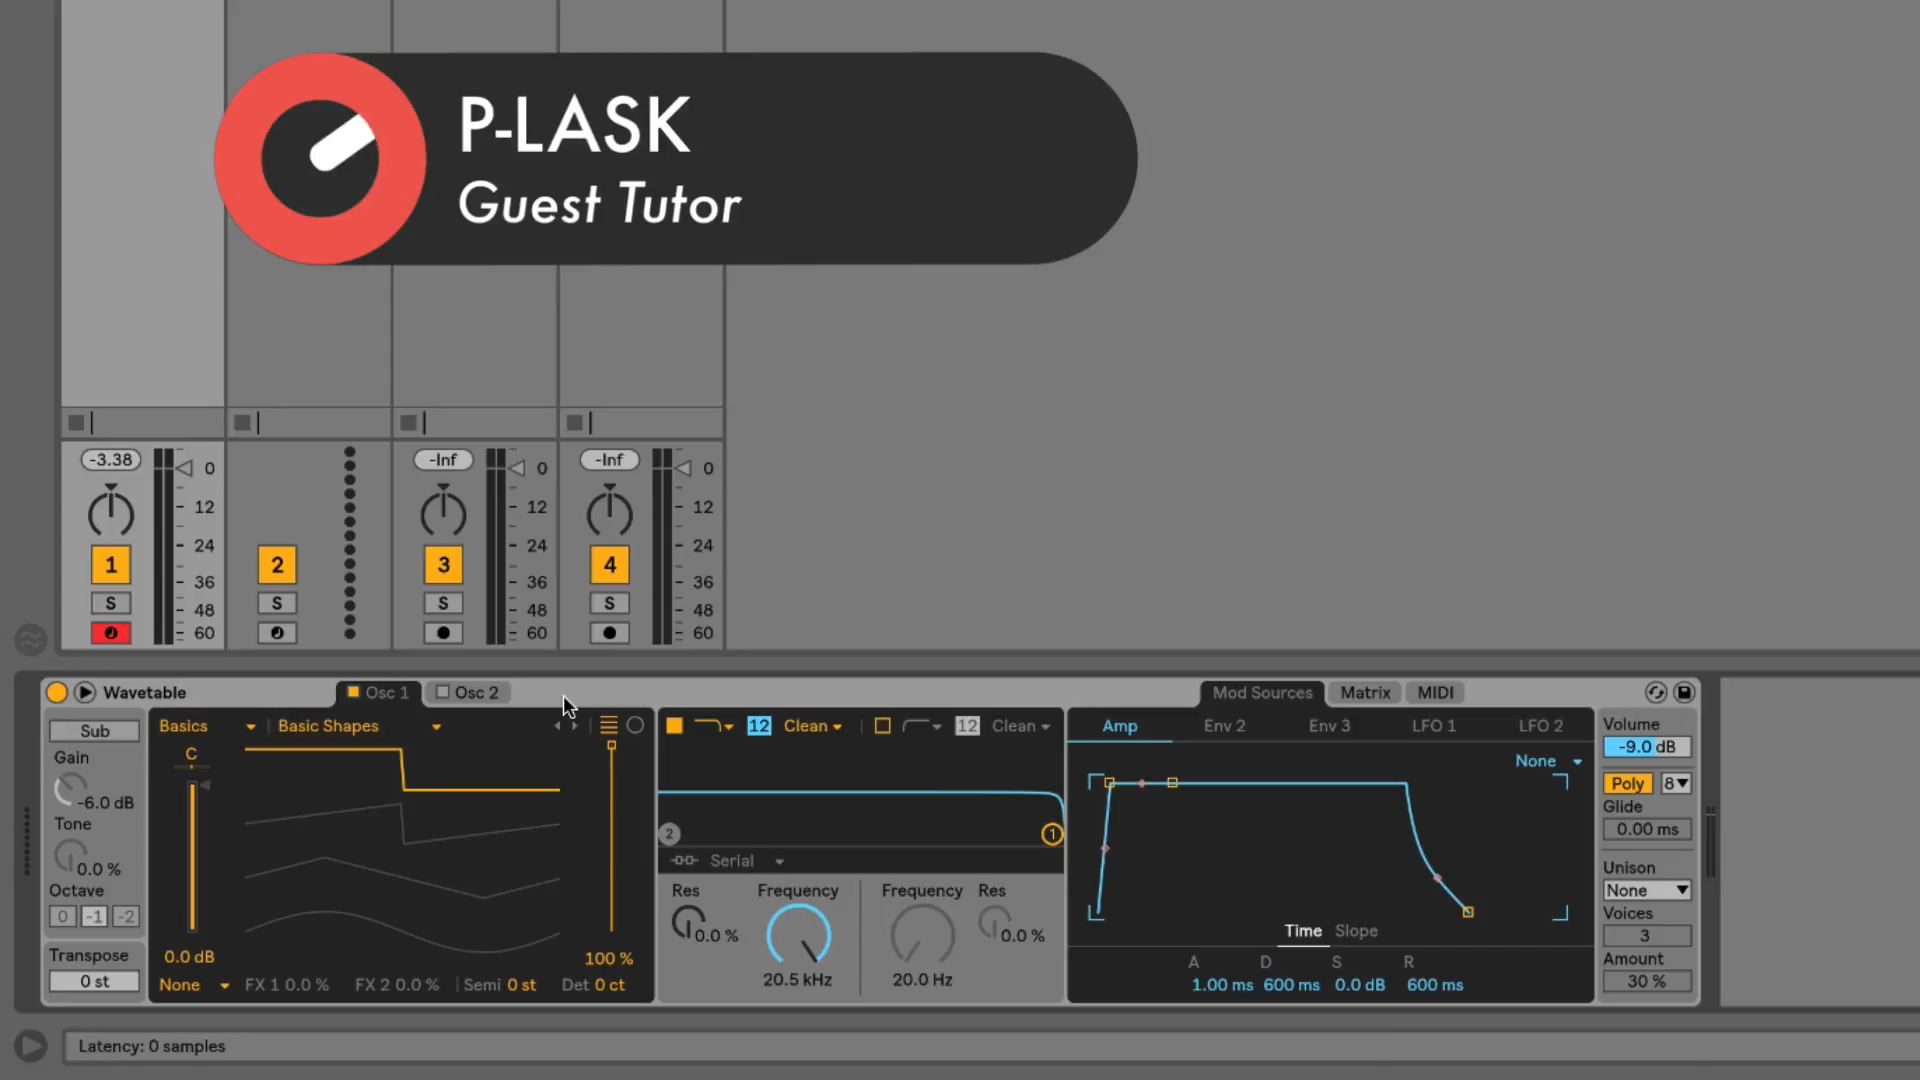 P-LASK
Guest Tutor
-3.38 0 -Inf 0 -Inf 0
12 12 12
24 24 24
1 2 3 4
36 36 36
S S S S
48 48 48
60 60 60
Wavetable Osc 1 Osc 2 Mod Sources Matrix MIDI
Sub Basics Basic Shapes 12 Clean 12 Clean Amp Env 2 Env 3 LFO 1 LFO 2 Volume
-9.0 dB
Gain C None
-6.0 dB Poly 8
Tone Glide
0.0 % 2 1 0.00 ms
Serial
Octave Res Frequency Frequency Res Unison
0 -1 -2 None
0.0 % 0.0 % Time Slope Voices
3
Transpose 0.0 dB 100 % A D S R Amount
0 st None FX 1 0.0 % FX 2 0.0 % Semi 0 st Det 0 ct 20.5 kHz 20.0 Hz 1.00 ms 600 ms 0.0 dB 600 ms 30 %
Latency: 0 samples